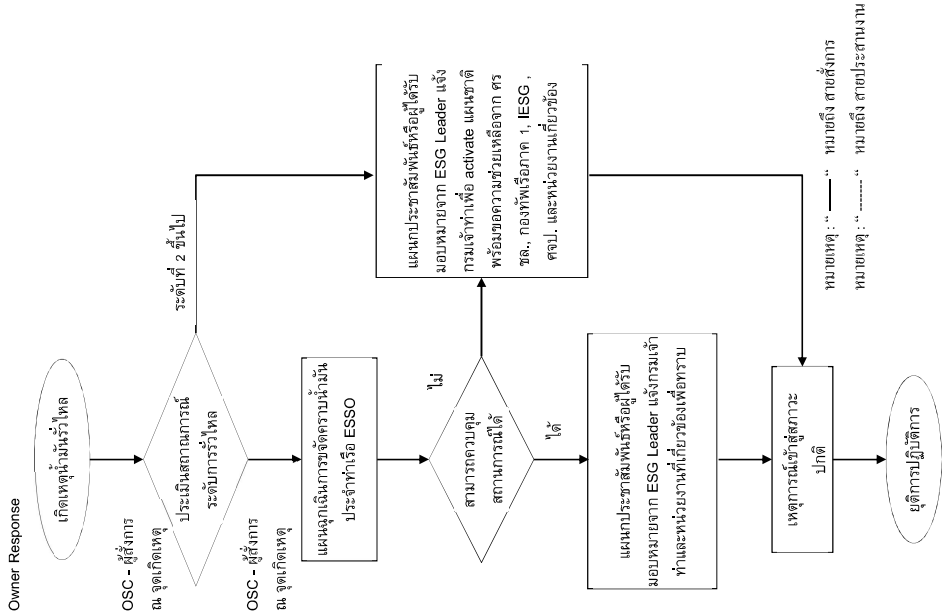 Owner Response
เกิดเหตุน้ำมันรั่วไหล
OSC – ผู้สั่งการ
ณ จุดเกิดเหตุ
ประเมินสถาณการณ์
ระดับการรั่วไหล
ระดับที่ 2 ขึ้นไป
OSC – ผู้สั่งการ
ณ จุดเกิดเหตุ
แผนฉุกเฉินการขจัดคราบน้ำมัน
ประจำท่าเรือ ESSO
ไม่
สามารถควบคุม
สถานการณ์ได้
ได้
แผนกประชาสัมพันธ์หรือผู้ได้รับ
มอบหมายจาก ESG Leader แจ้ง
กรมเจ้าท่าเพื่อ activate แผนชาติ
พร้อมขอความช่วยเหลือจาก ศร
ชล., กองทัพเรือภาค 1, IESG ,
ศจป. และหน่วยงานเกี่ยวข้อง
แผนกประชาสัมพันธ์หรือผู้ได้รับ
มอบหมายจาก ESG Leader แจ้งกรมเจ้า
ท่าและหน่วยงานที่เกี่ยวข้องเพื่อทราบ
เหตุการณ์เข้าสู่สภาวะ
ปกติ
ยุติการปฏิบัติการ
หมายเหตุ : “ ——— “ หมายถึง สายสั่งการ
หมายเหตุ : “ -------- “ หมายถึง สายประสานงาน